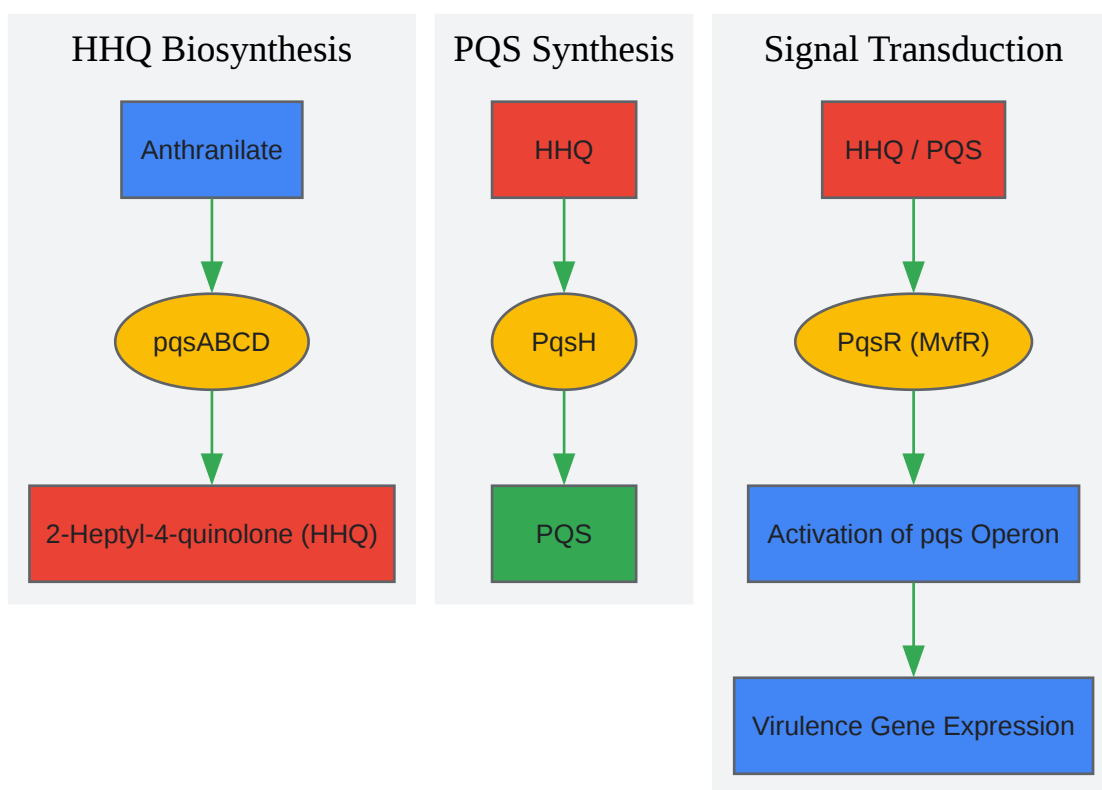 HHQ Biosynthesis
Anthranilate
pqsABCD
2-Heptyl-4-quinolone (HHQ)
PQS Synthesis
HHQ
PqsH
PQS
Signal Transduction
HHQ / PQS
PqsR (MvfR)
Activation of pqs Operon
Virulence Gene Expression